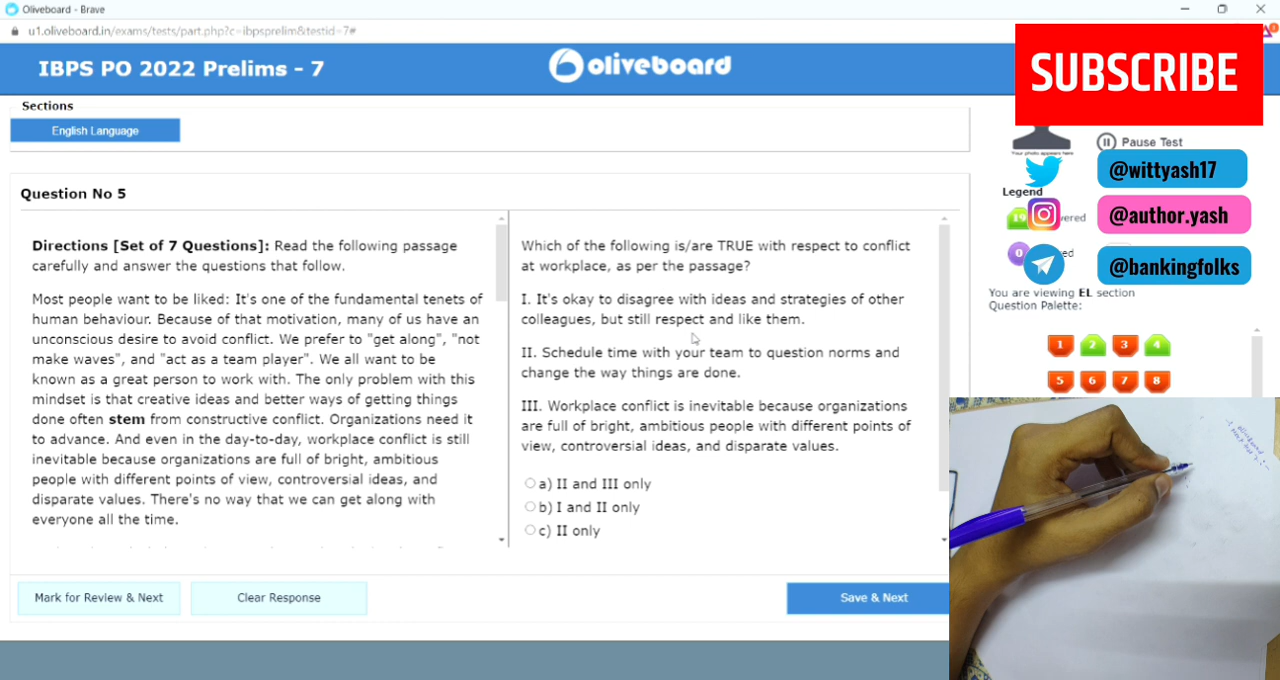 Oliveboard - Brave
u1.oliveboard.in/exams/tests/part.php?c=ibpsprelim&testid=7#
IBPS PO 2022 Prelims - 7
oliveboard
SUBSCRIBE
Sections
English Language
Your photo appears here
Pause Test
@wittyash17
Legend
19
@author.yash
0
@bankingfolks
You are viewing EL section
Question Palette:
1 2 3 4
5 6 7 8
Question No 5
Directions [Set of 7 Questions]: Read the following passage
carefully and answer the questions that follow.
Most people want to be liked: It's one of the fundamental tenets of
human behaviour. Because of that motivation, many of us have an
unconscious desire to avoid conflict. We prefer to "get along", "not
make waves", and "act as a team player". We all want to be
known as a great person to work with. The only problem with this
mindset is that creative ideas and better ways of getting things
done often stem from constructive conflict. Organizations need it
to advance. And even in the day-to-day, workplace conflict is still
inevitable because organizations are full of bright, ambitious
people with different points of view, controversial ideas, and
disparate values. There's no way that we can get along with
everyone all the time.
Which of the following is/are TRUE with respect to conflict
at workplace, as per the passage?
I. It's okay to disagree with ideas and strategies of other
colleagues, but still respect and like them.
II. Schedule time with your team to question norms and
change the way things are done.
III. Workplace conflict is inevitable because organizations
are full of bright, ambitious people with different points of
view, controversial ideas, and disparate values.
a) II and III only
b) I and II only
c) II only
Mark for Review & Next
Clear Response
Save & Next